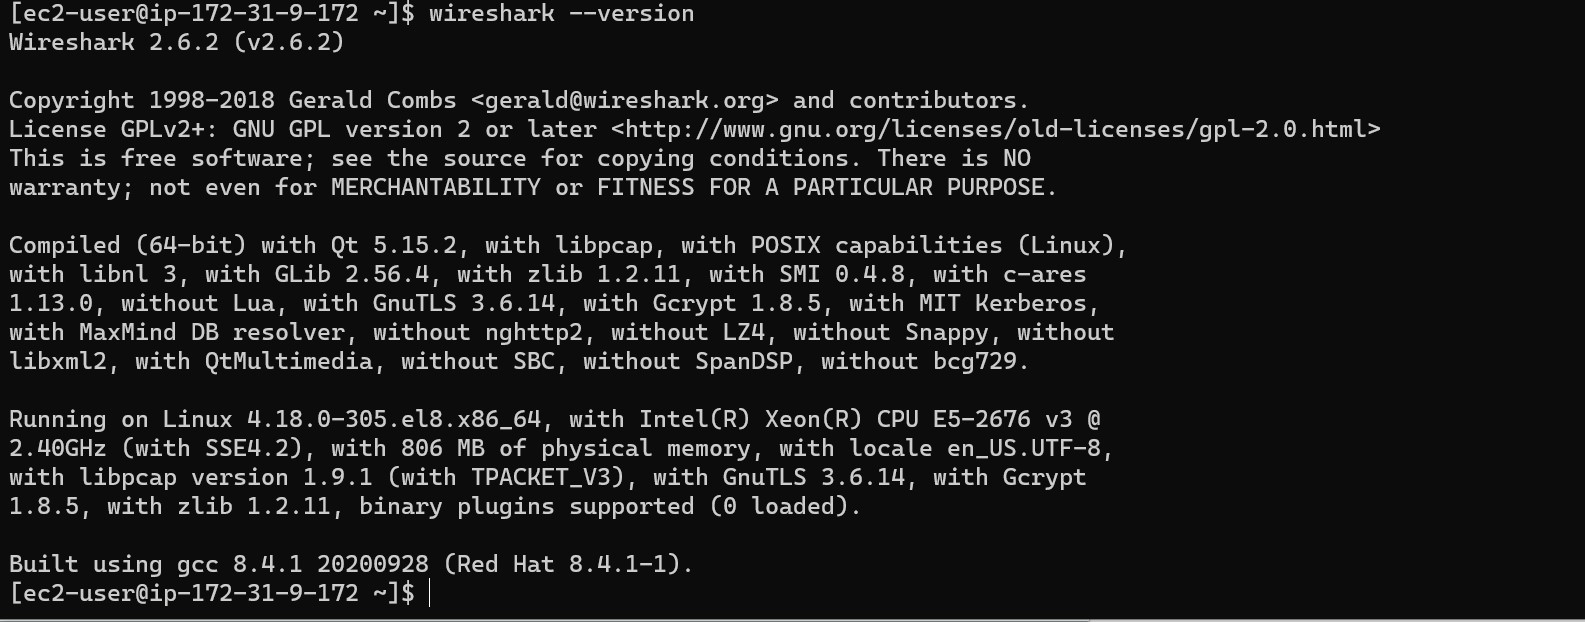 [ec2-user@ip-172-31-9-172 ~]$ wireshark --version
Wireshark 2.6.2 (v2.6.2)
Copyright 1998-2018 Gerald Combs <gerald@wireshark.org> and contributors.
License GPLv2+: GNU GPL version 2 or later <http://www.gnu.org/licenses/old-licenses/gpl-2.0.html>
This is free software; see the source for copying conditions. There is NO
warranty; not even for MERCHANTABILITY or FITNESS FOR A PARTICULAR PURPOSE.
Compiled (64-bit) with Qt 5.15.2, with libpcap, with POSIX capabilities (Linux),
with libnl 3, with GLib 2.56.4, with zlib 1.2.11, with SMI 0.4.8, with c-ares
1.13.0, without Lua, with GnuTLS 3.6.14, with Gcrypt 1.8.5, with MIT Kerberos,
with MaxMind DB resolver, without nghttp2, without LZ4, without Snappy, without
libxml2, with QtMultimedia, without SBC, without SpanDSP, without bcg729.
Running on Linux 4.18.0-305.el8.x86_64, with Intel(R) Xeon(R) CPU E5-2676 v3 @
2.40GHz (with SSE4.2), with 806 MB of physical memory, with locale en_US.UTF-8,
with libpcap version 1.9.1 (with TPACKET_V3), with GnuTLS 3.6.14, with Gcrypt
1.8.5, with zlib 1.2.11, binary plugins supported (0 loaded).
Built using gcc 8.4.1 20200928 (Red Hat 8.4.1-1).
[ec2-user@ip-172-31-9-172 ~]$